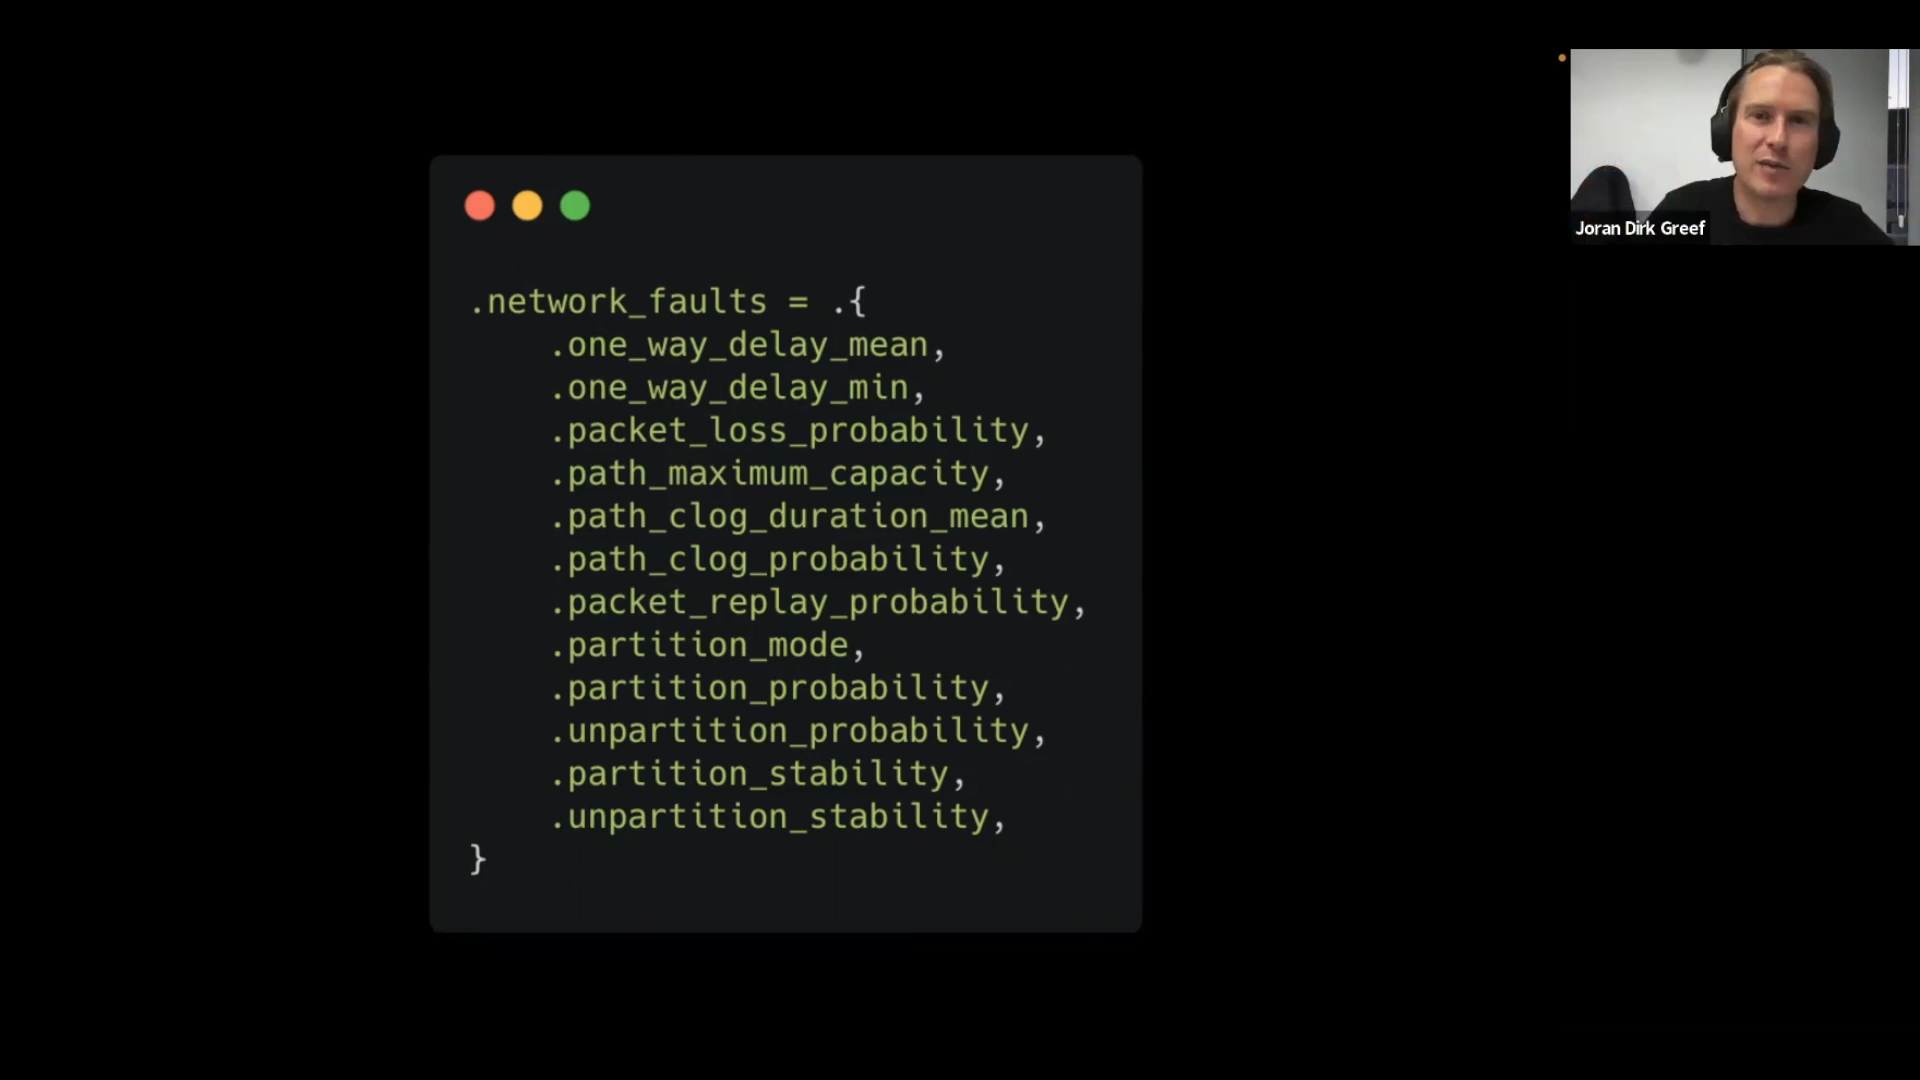 .network_faults = .{
.one_way_delay_mean,
.one_way_delay_min,
.packet_loss_probability,
.path_maximum_capacity,
.path_clog_duration_mean,
.path_clog_probability,
.packet_replay_probability,
.partition_mode,
.partition_probability,
.unpartition_probability,
.partition_stability,
.unpartition_stability,
}
Joran Dirk Greef